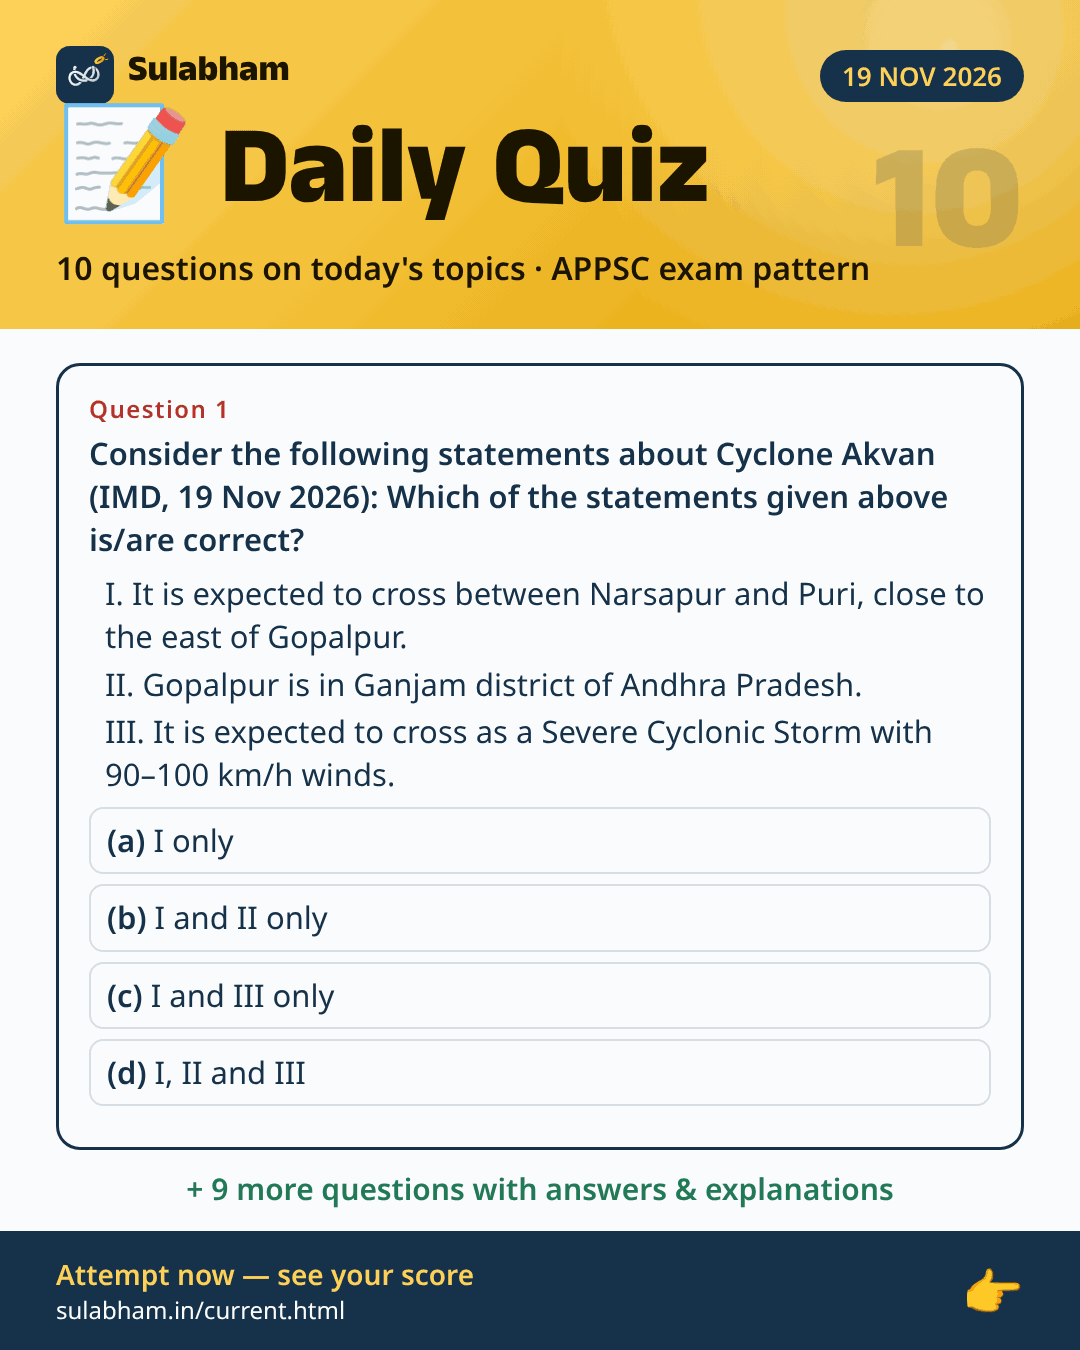 Sulabham
19 NOV 2026
Daily Quiz
10
10 questions on today's topics · APPSC exam pattern
Question 1
Consider the following statements about Cyclone Akvan
(IMD, 19 Nov 2026): Which of the statements given above
is/are correct?
I. It is expected to cross between Narsapur and Puri, close to
the east of Gopalpur.
II. Gopalpur is in Ganjam district of Andhra Pradesh.
III. It is expected to cross as a Severe Cyclonic Storm with
90–100 km/h winds.
(a) I only
(b) I and II only
(c) I and III only
(d) I, II and III
+ 9 more questions with answers & explanations
Attempt now — see your score
sulabham.in/current.html